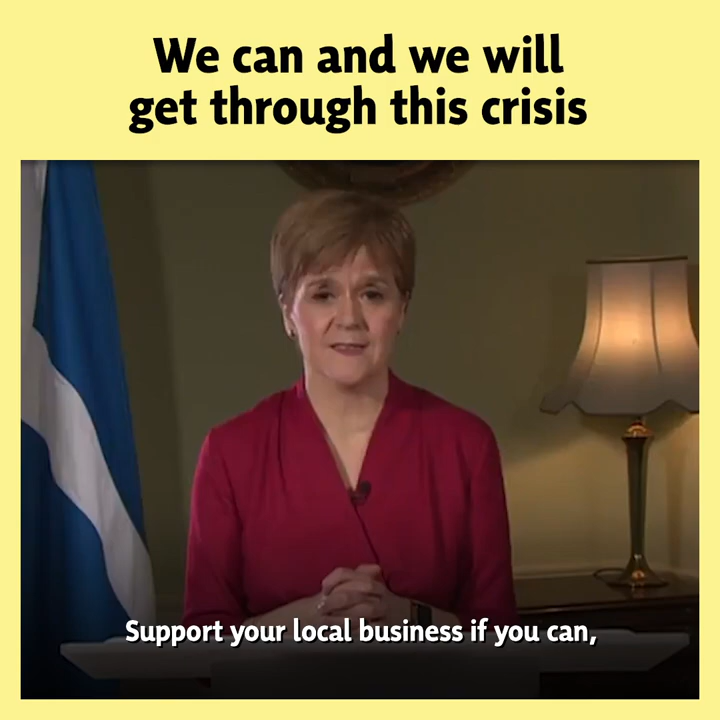 We can and we will
get through this crisis
Support your local business if you can,